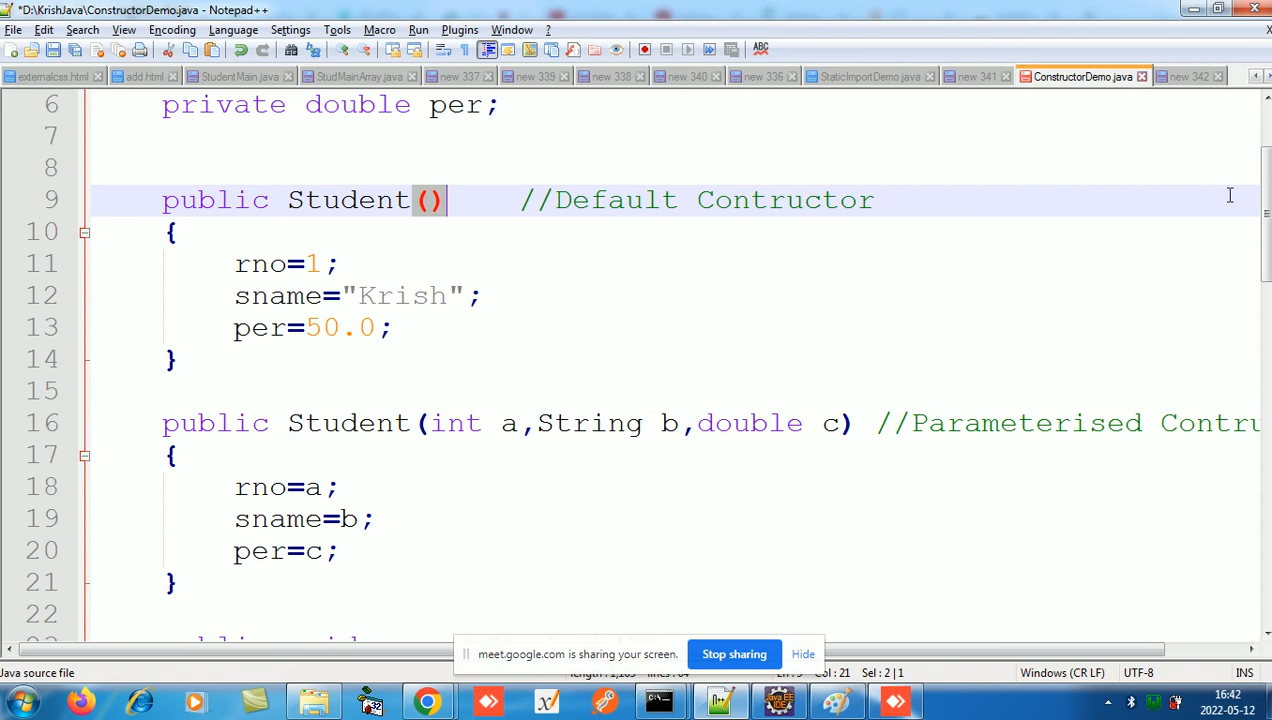 *D:\KrishJava\ConstructorDemo.java - Notepad++
File Edit Search View Encoding Language Settings Tools Macro Run Plugins Window ?
externalcss.html add.html StudentMain.java StudMainArray.java new 337 new 339 new 338 new 340 new 336 StaticImportDemo.java new 341 ConstructorDemo.java new 342
6 private double per;
7
8
9 public Student() //Default Contructor
10 {
11 rno=1;
12 sname="Krish";
13 per=50.0;
14 }
15
16 public Student(int a,String b,double c) //Parameterised Contru
17 {
18 rno=a;
19 sname=b;
20 per=c;
21 }
22
meet.google.com is sharing your screen. Stop sharing Hide
Java source file Col : 21 Sel : 2 | 1 Windows (CR LF) UTF-8 INS
16:42
2022-05-12